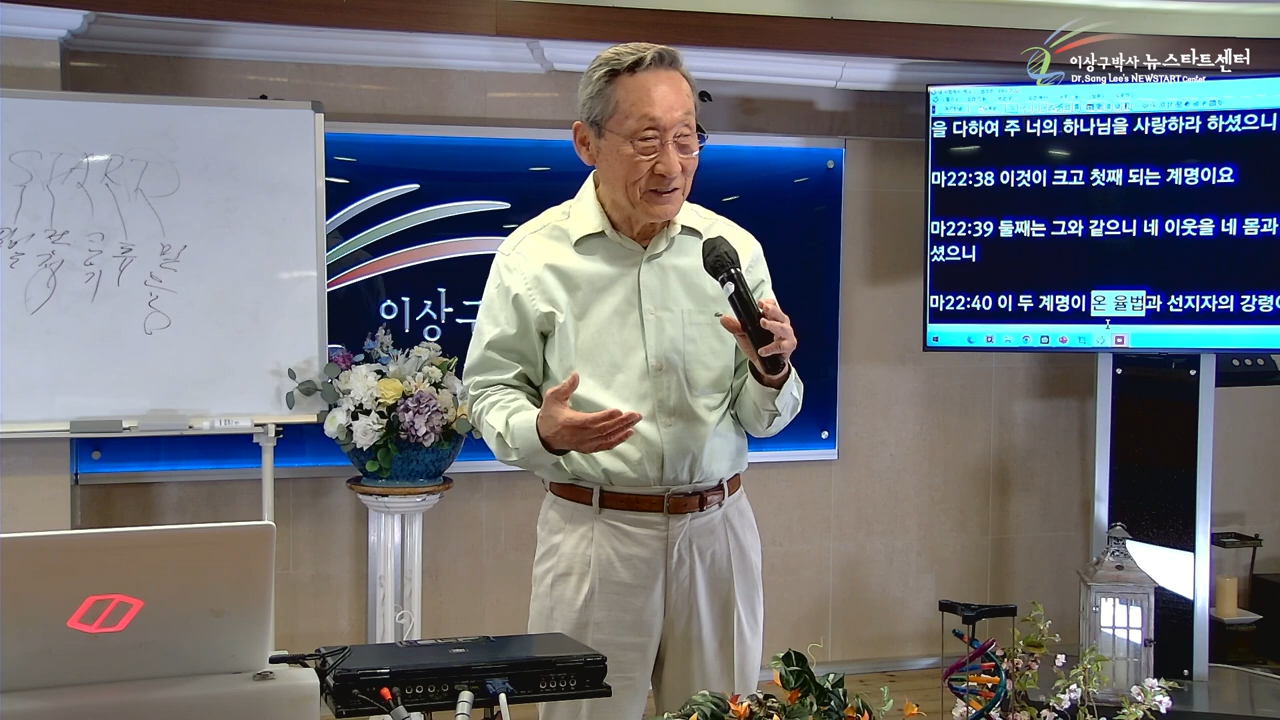 이상구박사 뉴스타트센터
Dr. Sang Lee's NEWSTART Center
START
절 기 투
제
이상구
을 다하여 주 너의 하나님을 사랑하라 하셨으니
마22:38 이것이 크고 첫째 되는 계명이요
마22:39 둘째는 그와 같으니 네 이웃을 네 몸과
셨으니
마22:40 이 두 계명이 온 율법과 선지자의 강령이